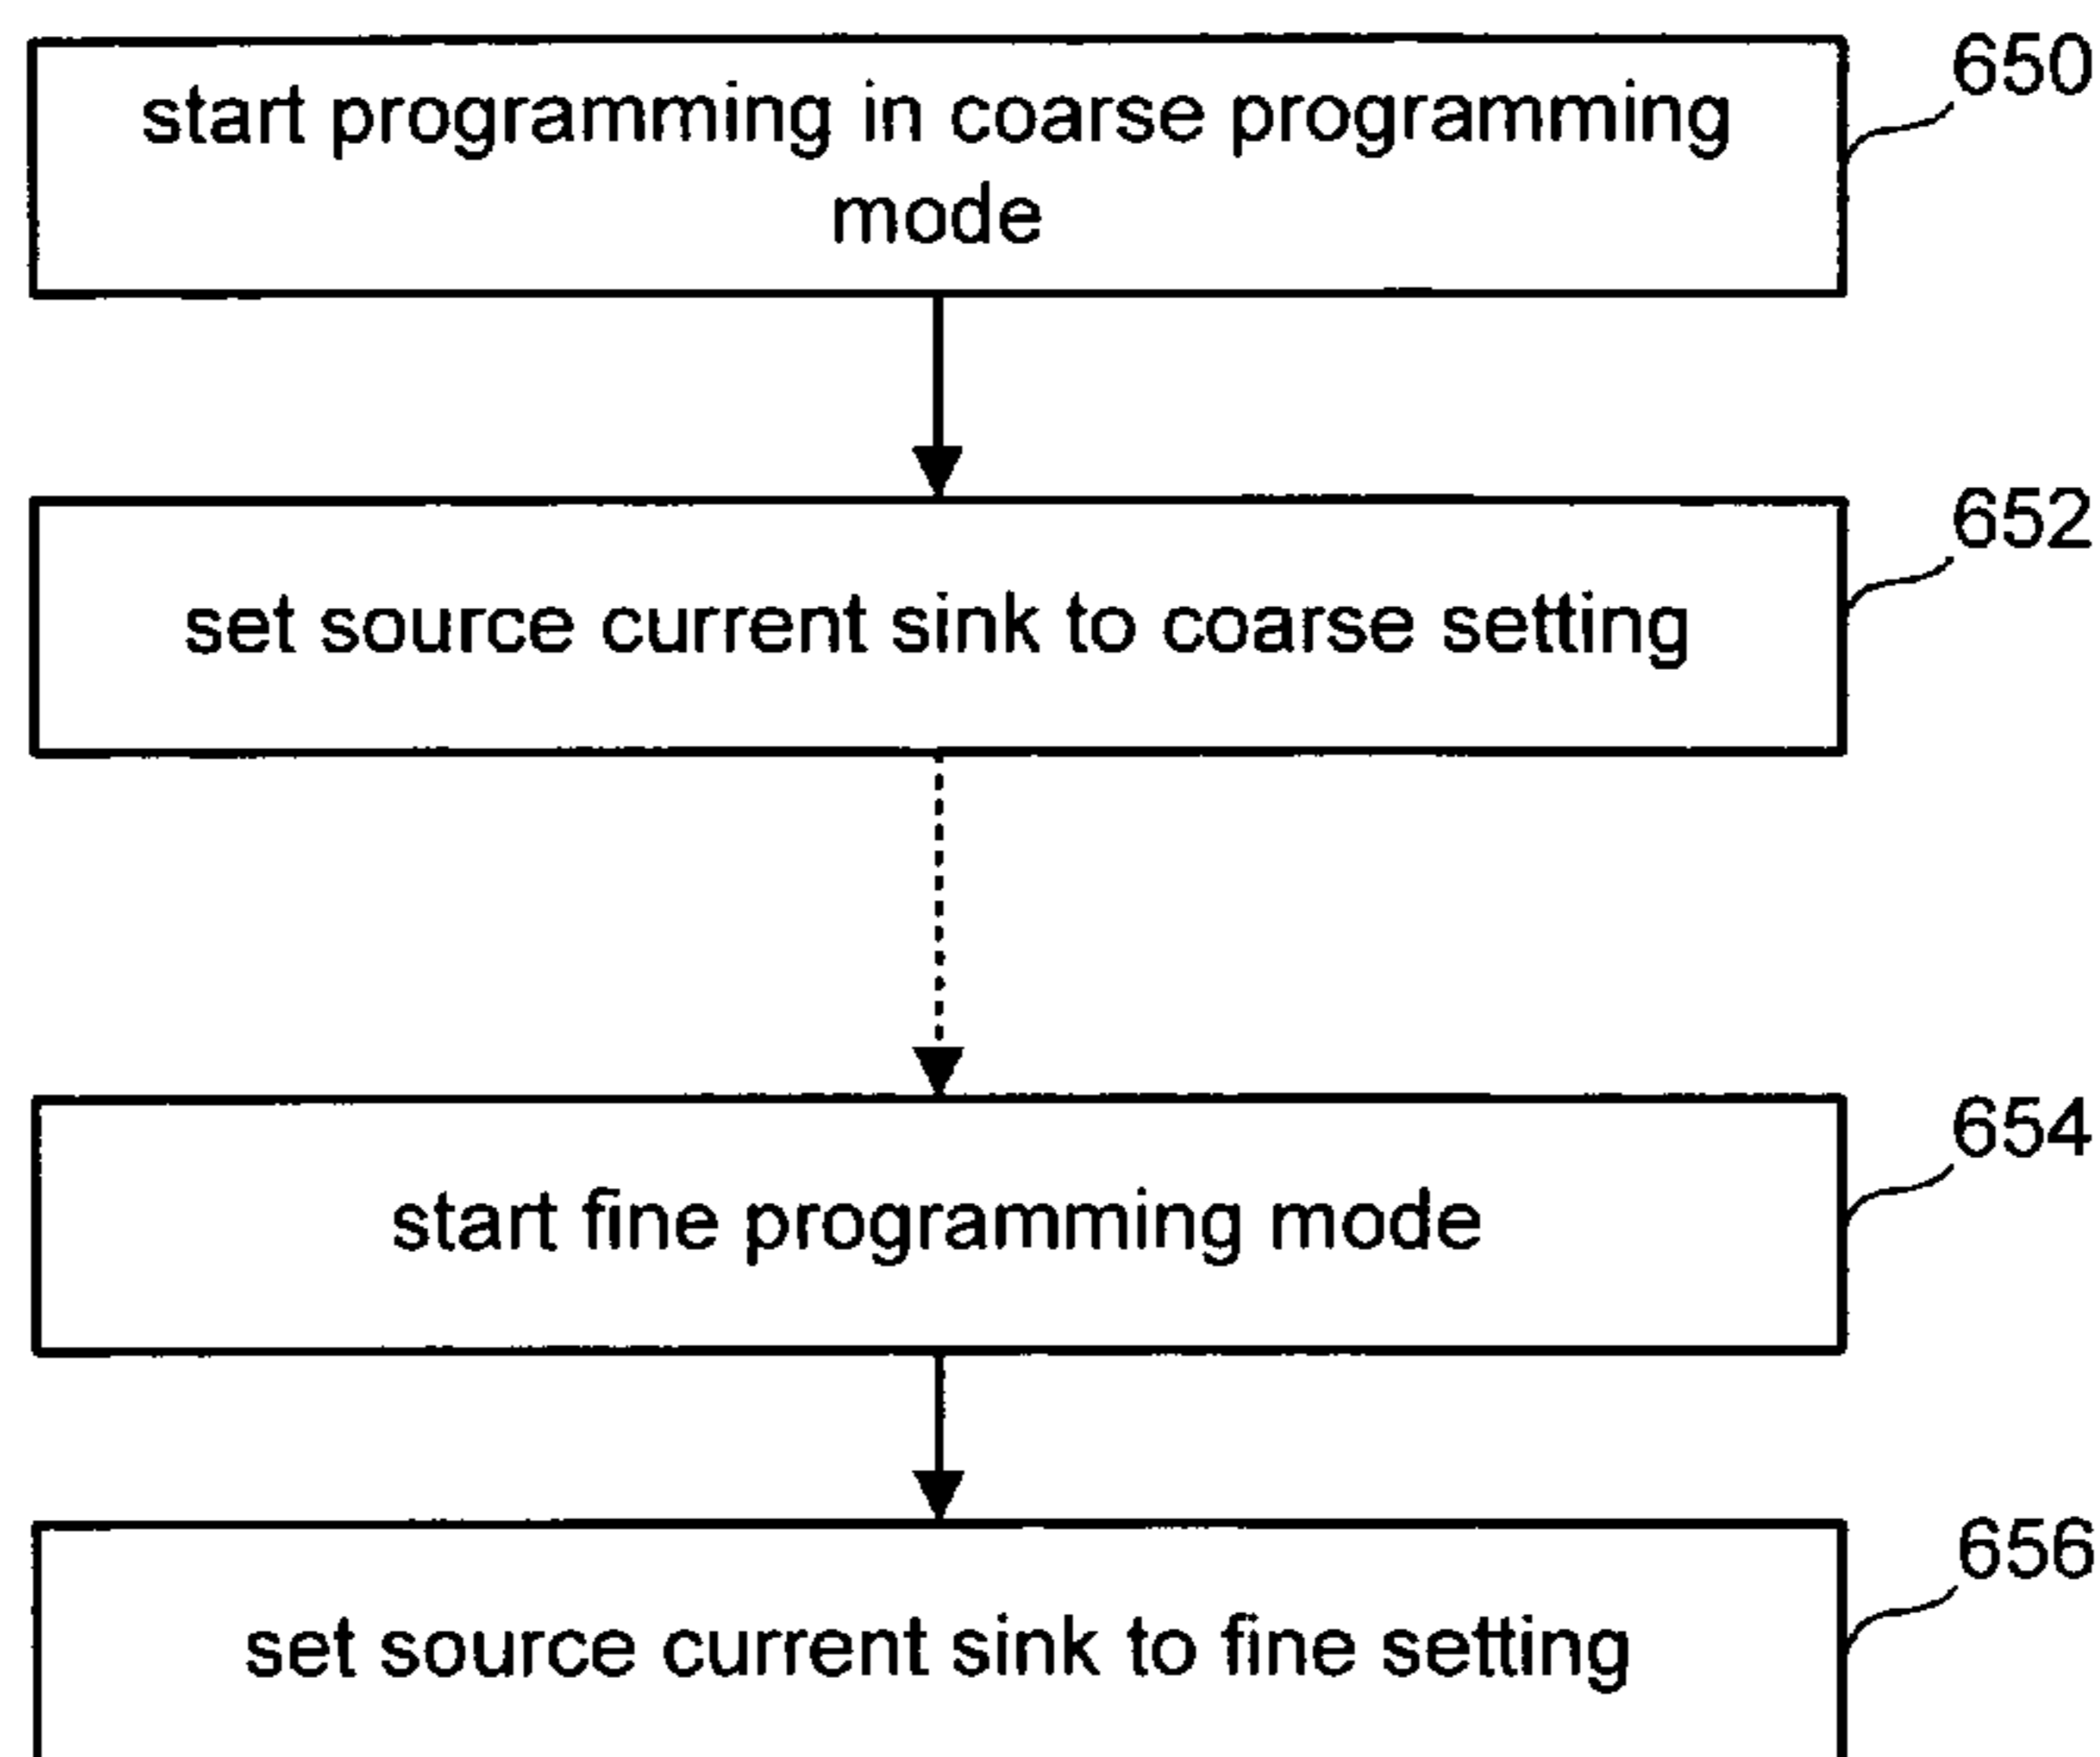 start programming in coarse programming
mode
650
set source current sink to coarse setting
652
start fine programming mode
654
set source current sink to fine setting
656